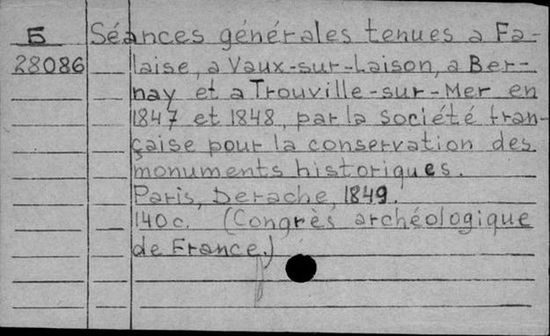 Б Séances générales tenues a Fa-
28086 laise, a Vaux-sur-Laison, a Ber-
nay et a Trouville-sur-Mer en
1847 et 1848, par la société fran-
çaise pour la conservation des
monuments historiques.
Paris, Derache, 1849.
140 c. (Congrès archéologique
de France.)